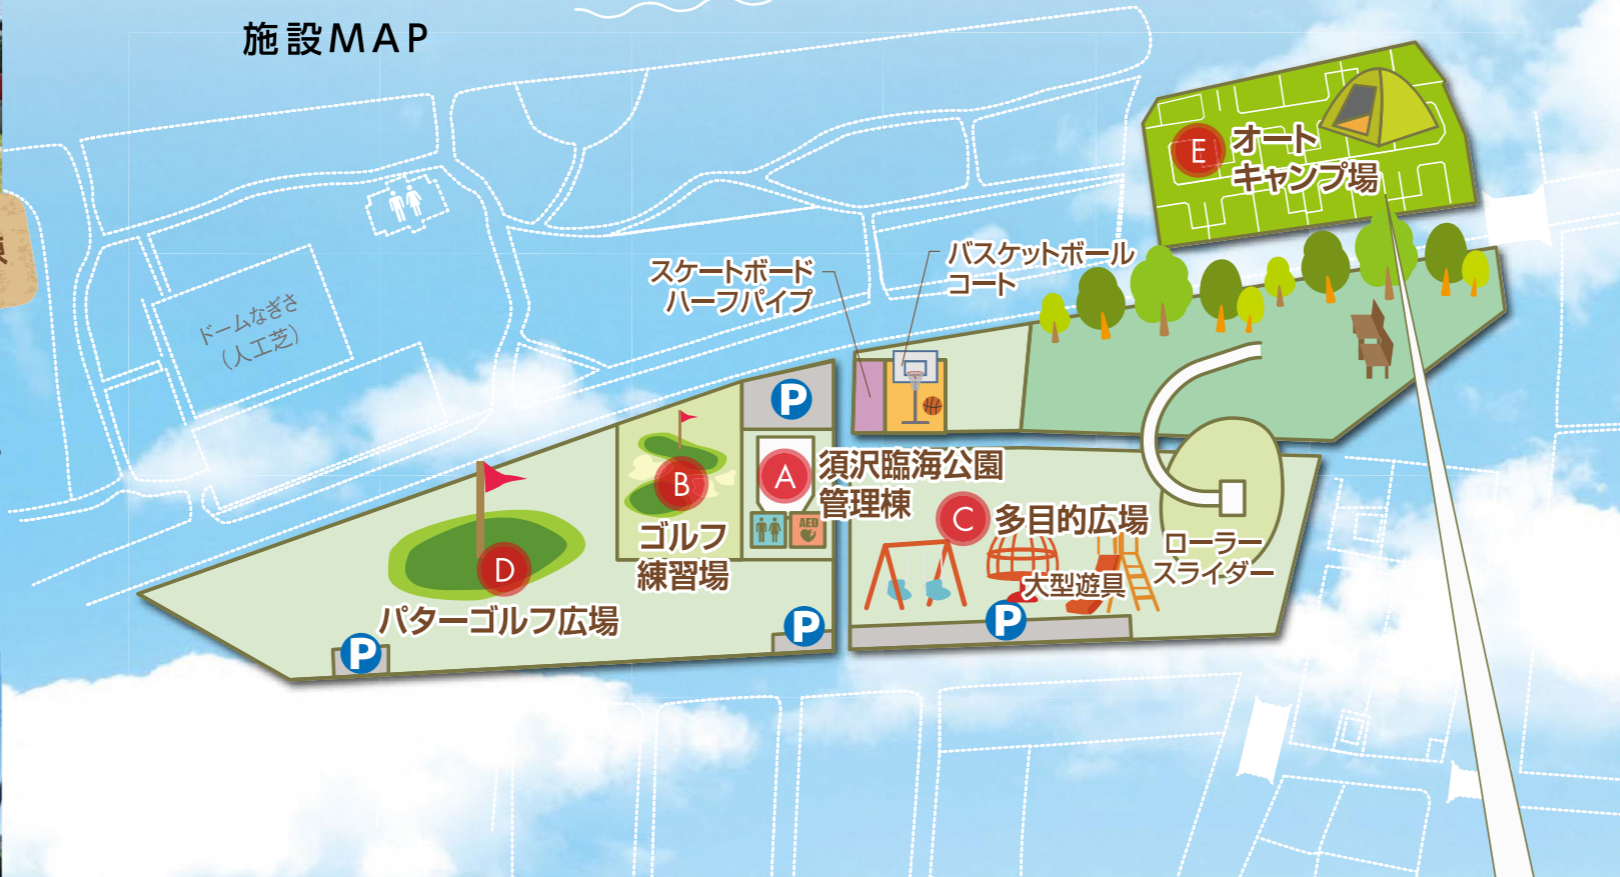 施設MAP
E
オート
キャンプ場
スケートボード
ハーフパイプ
バスケットボール
コート
ドームなぎさ
(人工芝)
P
B
ゴルフ
練習場
A
須沢臨海公園
管理棟
AED
C
多目的広場
大型遊具
ローラー
スライダー
D
パターゴルフ広場
P
P
P